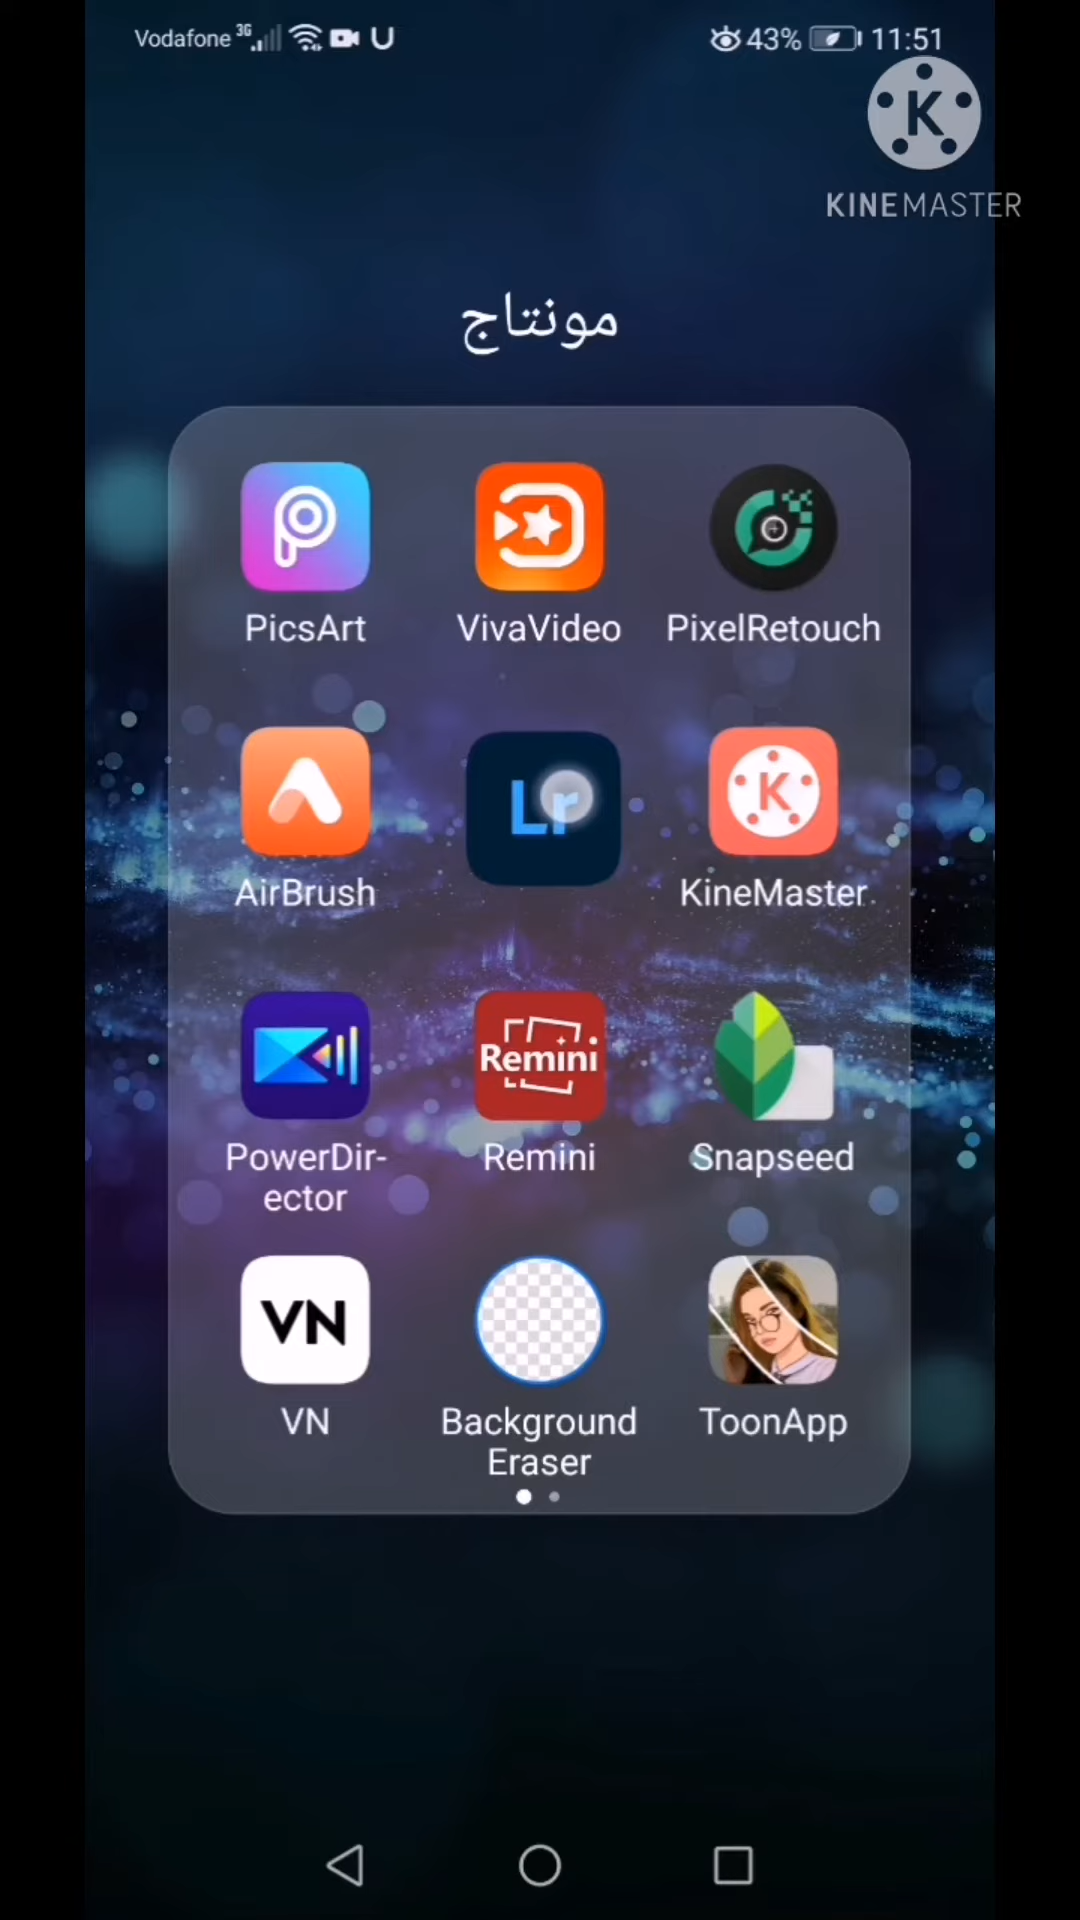 Vodafone 3G 43% 11:51
K
KINEMASTER
مونتاج
PicsArt VivaVideo PixelRetouch
Lr K
AirBrush KineMaster
Remini
PowerDir-
ector Remini Snapseed
VN
VN Background
Eraser ToonApp